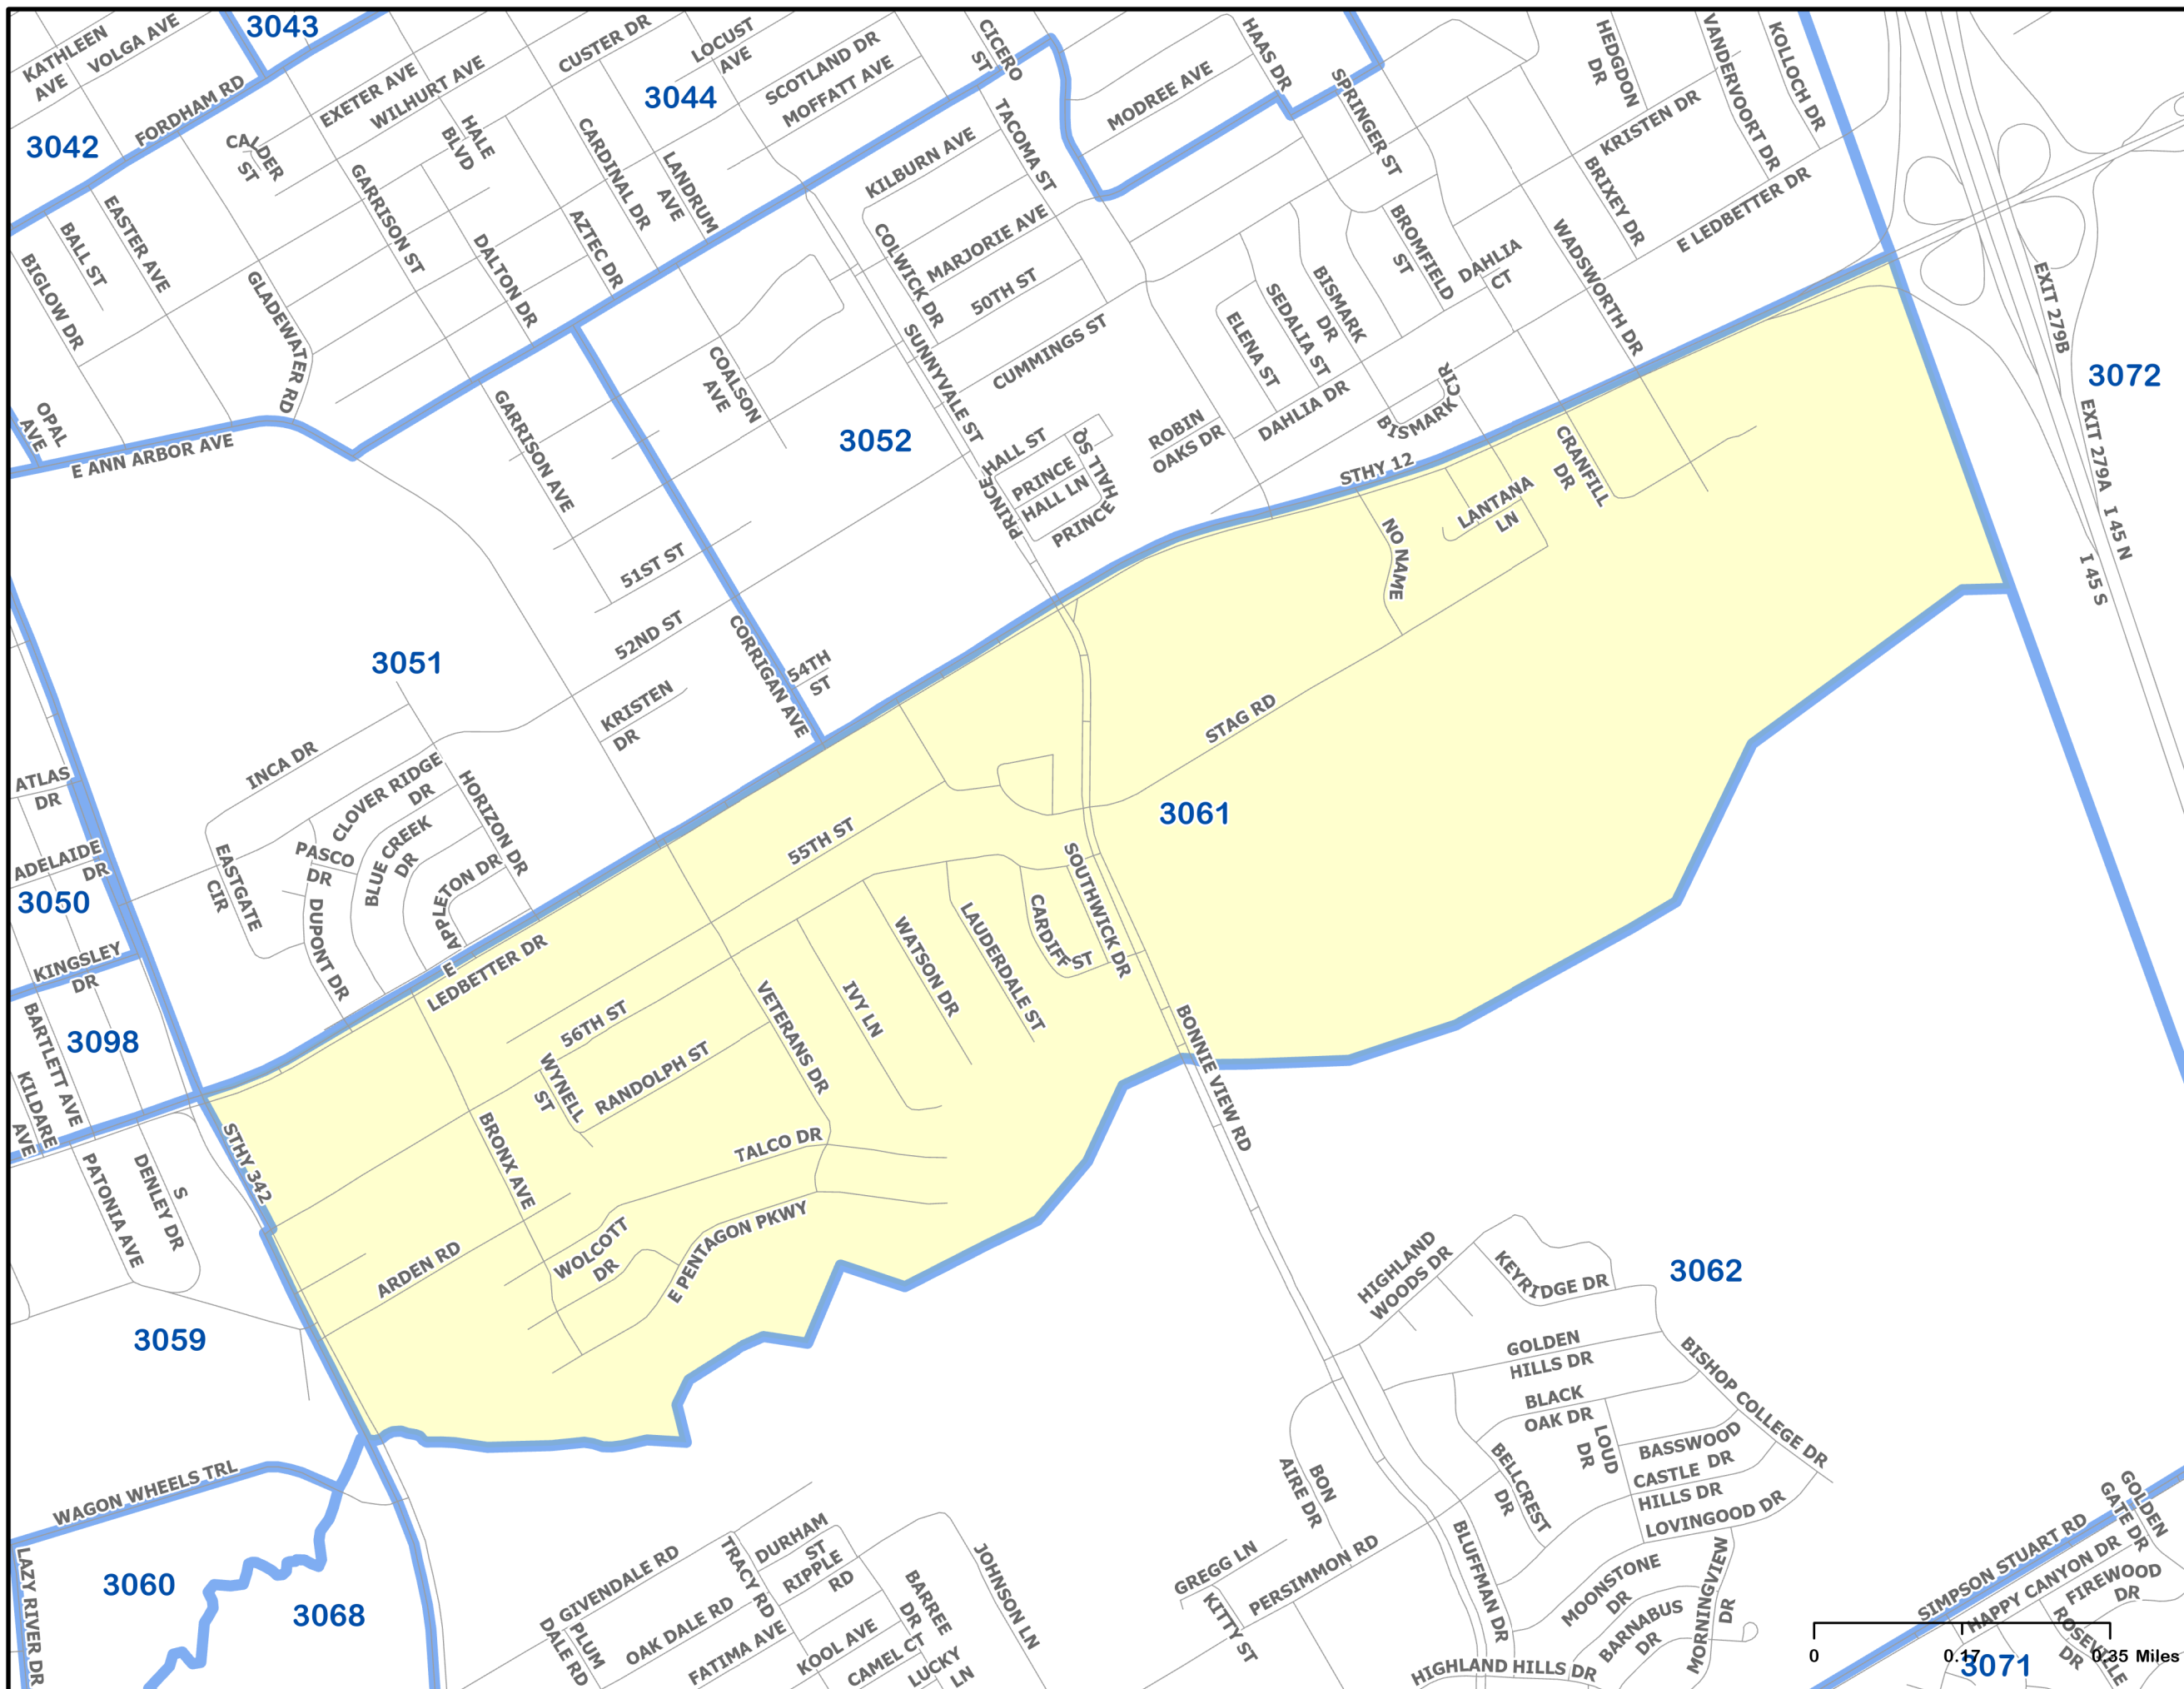 3043
KATHLEEN
AVE
VOLGA AVE
FORDHAM RD
3042
EXETER AVE
WILHURT AVE
CUSTER DR
LOCUST
AVE
3044
SCOTLAND DR
MOFFATT AVE
CICERO
ST
HAAS DR
MODREE AVE
SPRINGER ST
HEDGDON
DR
VANDERVOORT DR
KOLLOCH DR
KRISTEN DR
CALDER
ST
HALE
BLVD
CARDINAL DR
LANDRUM
AVE
KILBURN AVE
TACOMA ST
BRIXEY DR
E LEDBETTER DR
EASTER AVE
BALL ST
BIGLOW DR
GARRISON ST
DALTON DR
AZTEC DR
GLADEWATER RD
COLWICK DR
MARJORIE AVE
50TH ST
CUMMINGS ST
BROMFIELD
ST
DAHLIA
CT
WADSWORTH DR
BISMARK
DR
SEDALIA ST
ELENA ST
EXIT 279B
3072
EXIT 279A
I 45 N
I 45 S
OPAL
AVE
E ANN ARBOR AVE
GARRISON AVE
COALSON
AVE
SUNNYVALE ST
3052
HALL ST
PRINCE
HALL LN
PRINCE
PRINCE
HALL SQ
HALL
ROBIN
OAKS DR
DAHLIA DR
BISMARK
CIR
STHY 12
CRANFILL
DR
LANTANA
LN
NO NAME
51ST ST
52ND ST
CORRIGAN AVE
54TH
ST
3051
KRISTEN
DR
STAG RD
3061
INCA DR
ATLAS
DR
CLOVER RIDGE
DR
HORIZON DR
ADELAIDE
DR
PASCO
DR
BLUE CREEK
DR
APPLETON DR
APPLE
EASTGATE
CIR
DUPONT DR
3050
KINGSLEY
DR
E
LEDBETTER DR
55TH ST
SOUTHWICK DR
CARDIFF ST
LAUDERDALE ST
WATSON DR
IVY LN
VETERANS DR
56TH ST
WYNELL
ST
RANDOLPH ST
BONNIE VIEW RD
3098
BARTLETT AVE
KILDARE
AVE
PATONIA AVE
S
DENLEY DR
STHY 342
BRONX AVE
TALCO DR
WOLCOTT
DR
E PENTAGON PKWY
ARDEN RD
3059
3062
HIGHLAND
WOODS DR
KEYRIDGE DR
GOLDEN
HILLS DR
BLACK
OAK DR
BISHOP COLLEGE DR
LOUD
DR
BASSWOOD
DR
CASTLE
HILLS DR
LOVINGOOD DR
BELLCREST
DR
BON
AIRE DR
WAGON WHEELS TRL
LAZY RIVER DR
3060
3068
D GIVENDALE RD
PLUM
DALE RD
TRACY RD
DURHAM
ST
RIPPLE
RD
OAK DALE RD
FATIMA AVE
KOOL AVE
CAMEL CT
BARREE
DR
LUCKY
LN
JOHNSON LN
GREGG LN
KITTY ST
PERSIMMON RD
BLUFFMAN DR
MOONSTONE
DR
BARNABUS
DR
MORNINGVIEW
DR
HIGHLAND HILLS DR
SIMPSON STUART RD
HAPPY CANYON DR
GOLDEN
GATE DR
FIREWOOD
DR
ROSEVILLE
DR
3071
0 0.17 0.35 Miles